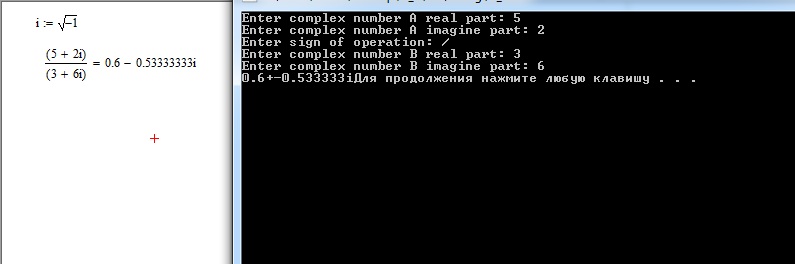 i := √-1
(5 + 2i)
(3 + 6i)
= 0.6 - 0.53333333i
Enter complex number A real part: 5
Enter complex number A imagine part: 2
Enter sign of operation: /
Enter complex number B real part: 3
Enter complex number B imagine part: 6
0.6+-0.533333iДля продолжения нажмите любую клавишу . . .